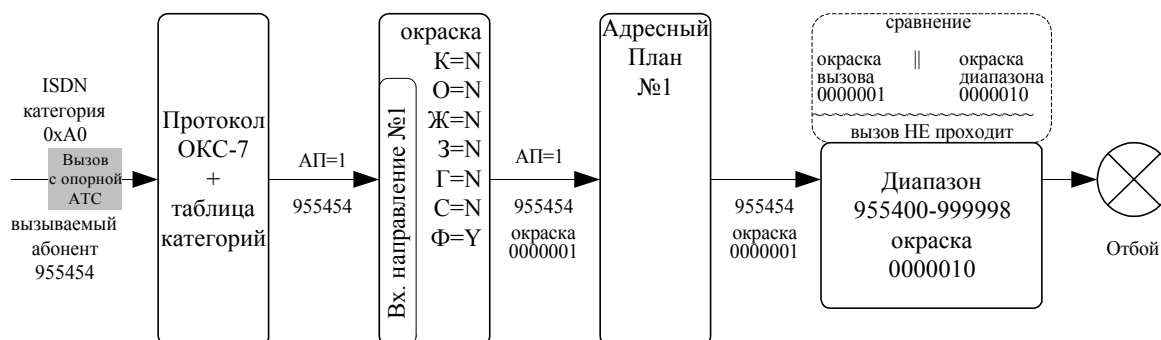 ISDN
категория
0xA0
Вызов
с опорной
АТС
вызываемый
абонент
955454
Протокол
ОКС-7
+
таблица
категорий
АП=1
955454
Вх. направление №1
окраска
К=N
О=N
Ж=N
З=N
Г=N
С=N
Ф=Y
АП=1
955454
окраска
0000001
Адресный
План
№1
955454
окраска
0000001
сравнение
окраска || окраска
вызова диапазона
0000001 0000010
вызов НЕ проходит
Диапазон
955400-999998
окраска
0000010
Отбой